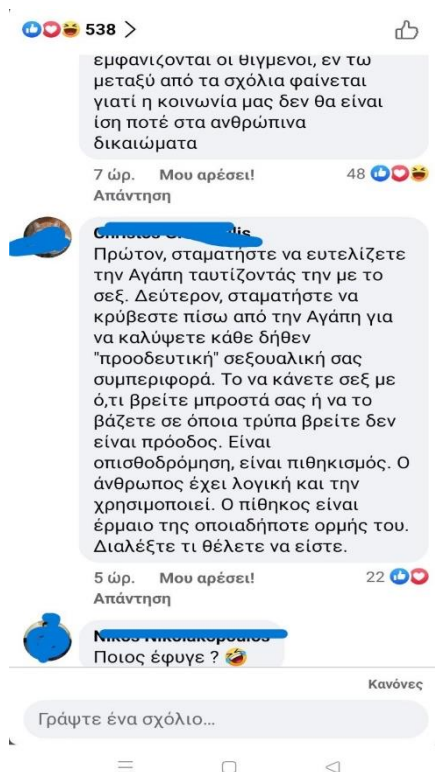 538
εμφανίζονται οι θιγμένοι, εν τω
μεταξύ από τα σχόλια φαίνεται
γιατί η κοινωνία μας δεν θα είναι
ίση ποτέ στα ανθρώπινα
δικαιώματα
7 ώρ. Μου αρέσει! 48
Απάντηση
Πρώτον, σταματήστε να ευτελίζετε
την Αγάπη ταυτίζοντάς την με το
σεξ. Δεύτερον, σταματήστε να
κρύβεστε πίσω από την Αγάπη για
να καλύψετε κάθε δήθεν
"προοδευτική" σεξουαλική σας
συμπεριφορά. Το να κάνετε σεξ με
ό,τι βρείτε μπροστά σας ή να το
βάζετε σε όποια τρύπα βρείτε δεν
είναι πρόοδος. Είναι
οπισθοδρόμηση, είναι πιθηκισμός. Ο
άνθρωπος έχει λογική και την
χρησιμοποιεί. Ο πίθηκος είναι
έρμαιο της οποιαδήποτε ορμής του.
Διαλέξτε τι θέλετε να είστε.
5 ώρ. Μου αρέσει! 22
Απάντηση
Ποιος έφυγε ? 🤣
Κανόνες
Γράψτε ένα σχόλιο...